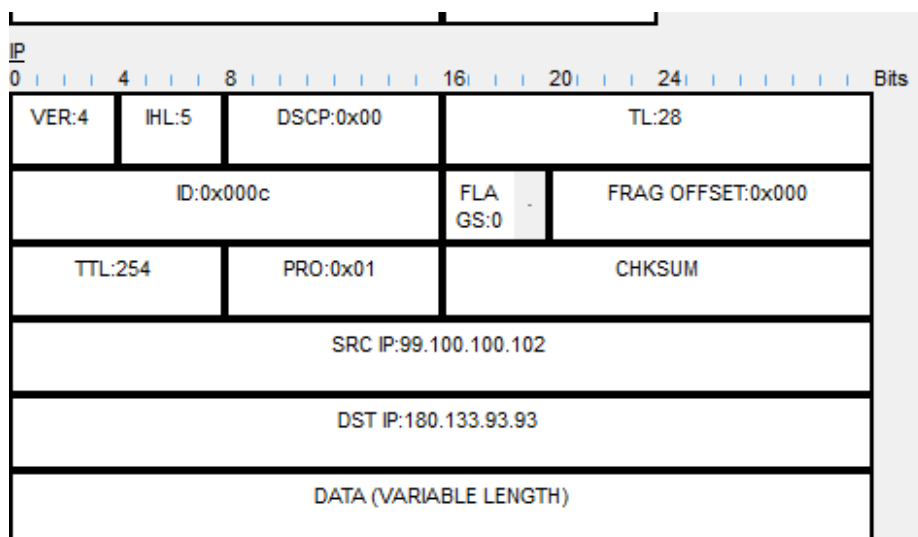 IP
0 4 8 16 20 24 Bits
VER:4 IHL:5 DSCP:0x00 TL:28
ID:0x000c FLA GS:0 - FRAG OFFSET:0x000
TTL:254 PRO:0x01 CHKSUM
SRC IP:99.100.100.102
DST IP:180.133.93.93
DATA (VARIABLE LENGTH)